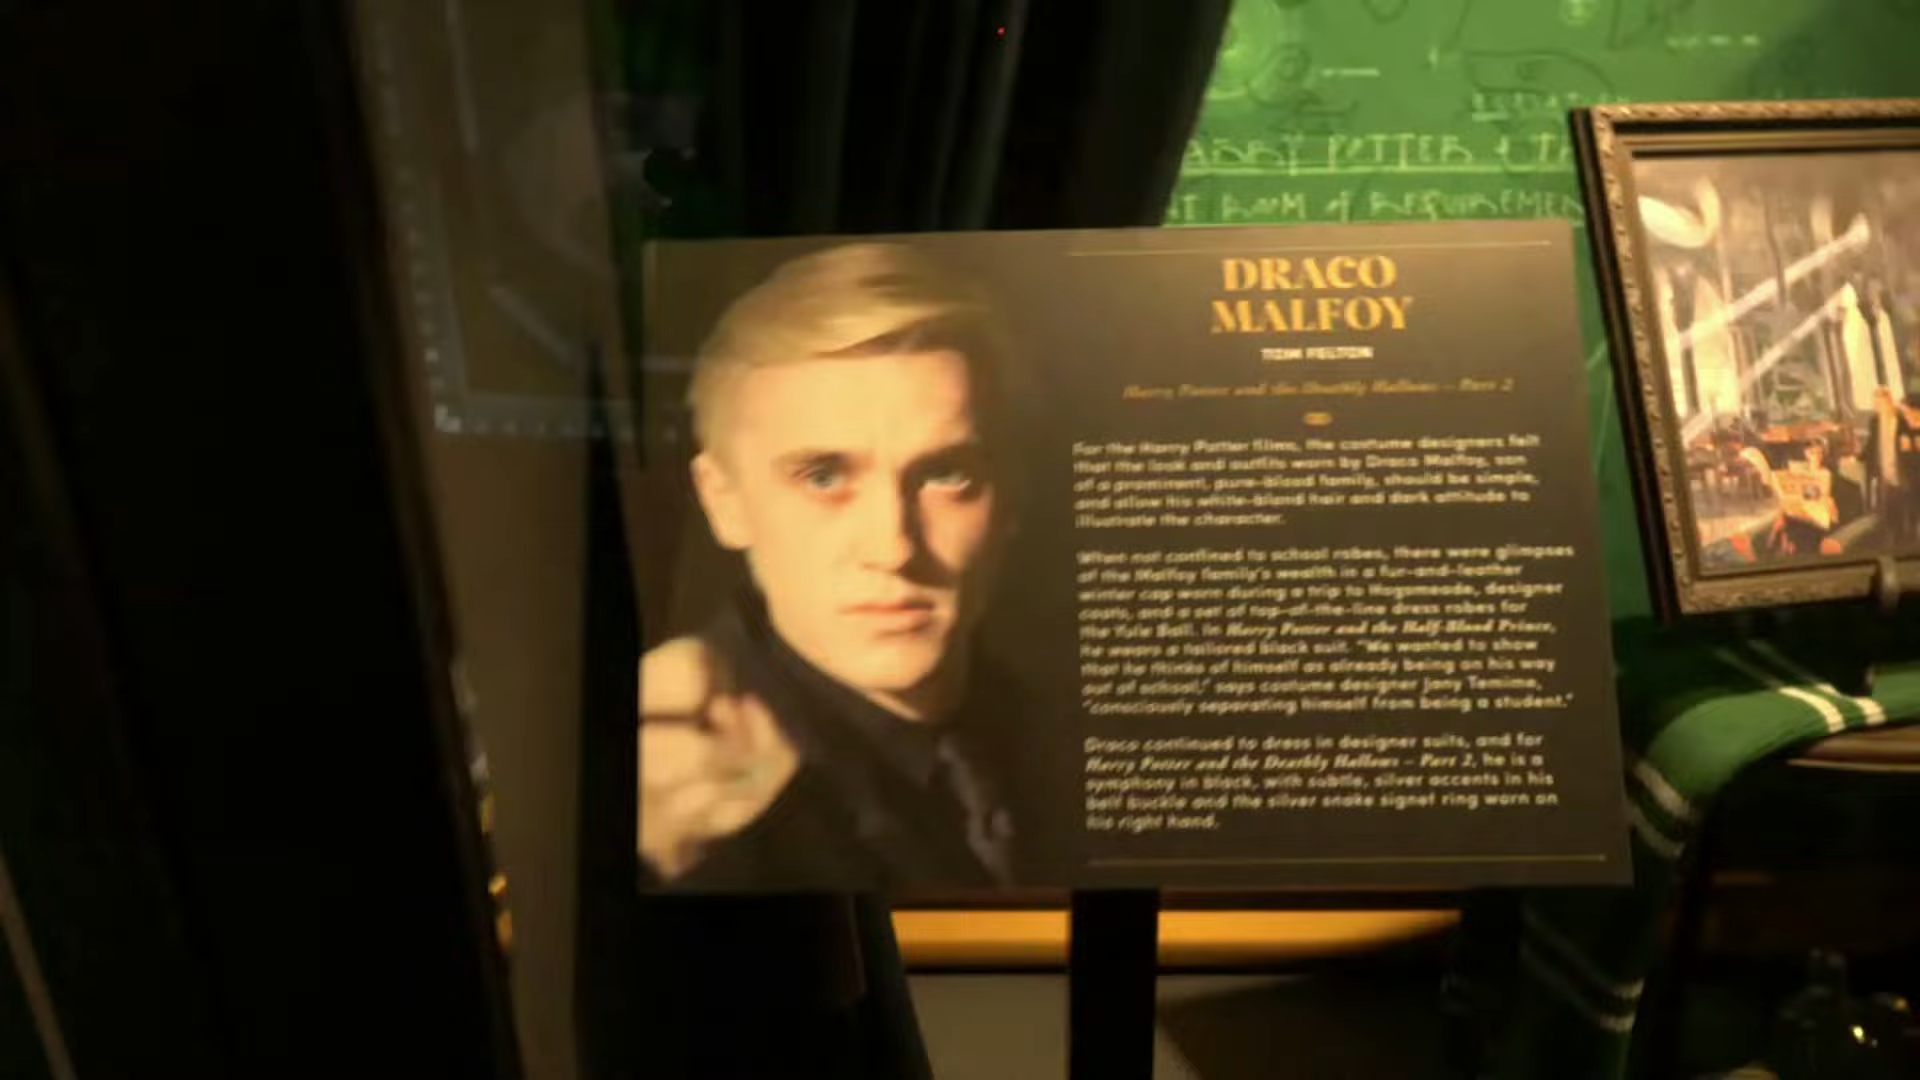 HARRY POTTER & TH
ROOM of REQUIREMEN
DRACO
MALFOY
TOM FELTON
Harry Potter and the Deathly Hallows – Part 2
For the Harry Potter films, the costume designers felt
that the look and outfits worn by Draco Malfoy, son
of a prominent, pure-blood family, should be simple,
and allow his white-blond hair and dark attitude to
illustrate the character.
When not confined to school robes, there were glimpses
of the Malfoy family's wealth in a fur-and-leather
winter cap worn during a trip to Hogsmeade, designer
coats, and a set of top-of-the-line dress robes for
the Yule Ball. In Harry Potter and the Half-Blood Prince,
he wears a tailored black suit. "We wanted to show
that he thinks of himself as already being on his way
out of school," says costume designer Jany Temime,
"consciously separating himself from being a student."
Draco continued to dress in designer suits, and for
Harry Potter and the Deathly Hallows – Part 2, he is a
symphony in black, with subtle, silver accents in his
belt buckle and the silver snake signet ring worn on
his right hand.